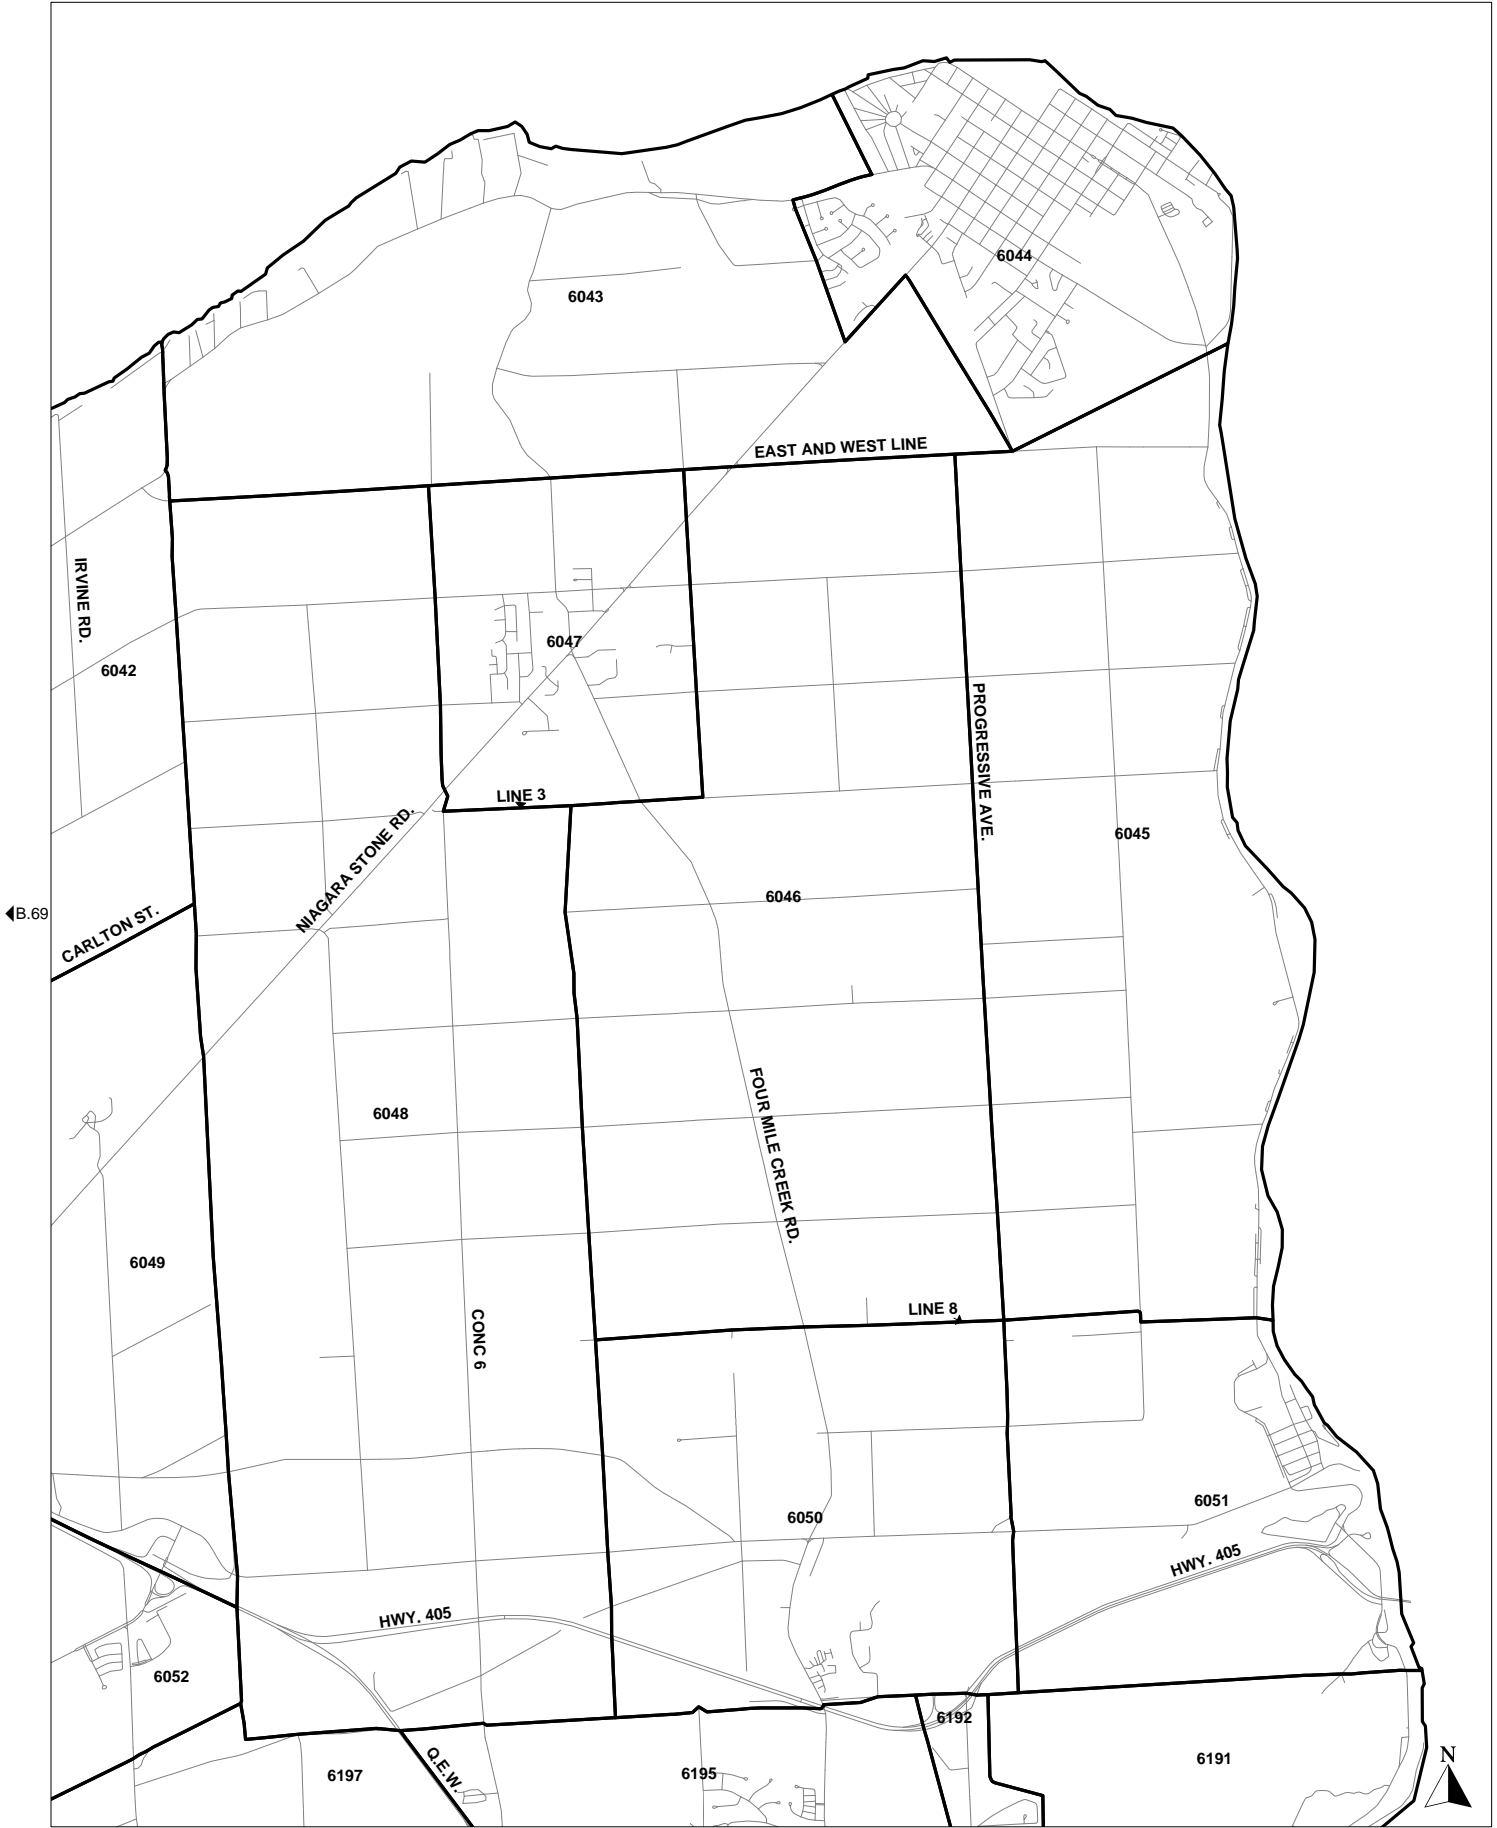 6044
6043
EAST AND WEST LINE
IRVINE RD.
6047
6042
PROGRESSIVE AVE.
LINE 3
NIAGARA STONE RD.
6045
6046
B.69
CARLTON ST.
FOUR MILE CREEK RD.
6048
6049
LINE 8
CONC 6
6051
6050
HWY. 405
HWY. 405
6052
6192
6191
6195
6197
Q.E.W.
N